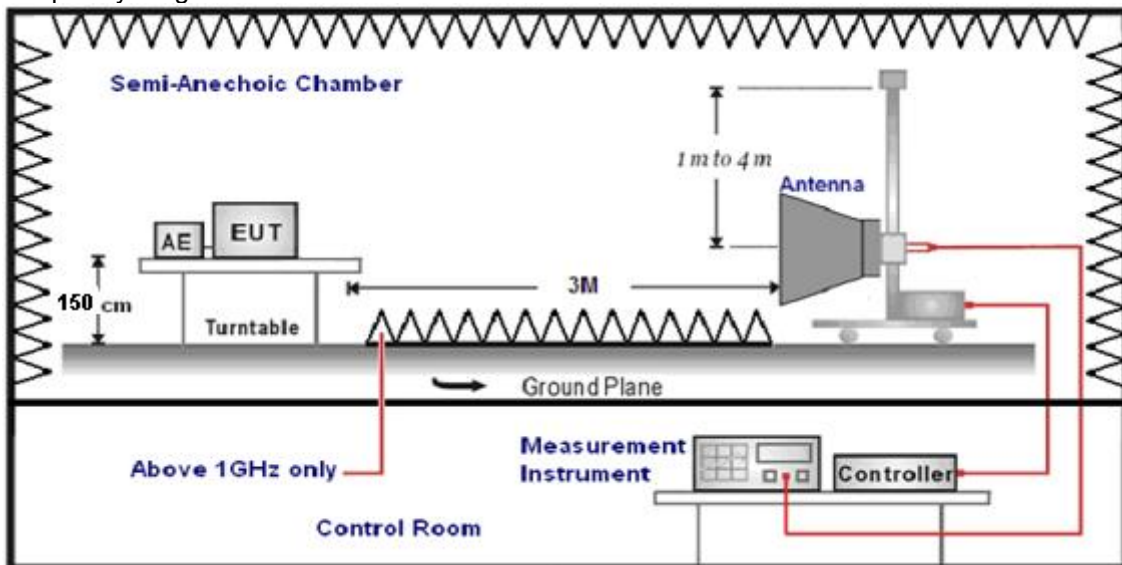 Semi-Anechoic Chamber
1 m to 4 m
Antenna
AE
EUT
150 cm
3M
Turntable
Ground Plane
Above 1GHz only
Measurement
Instrument
Controller
Control Room